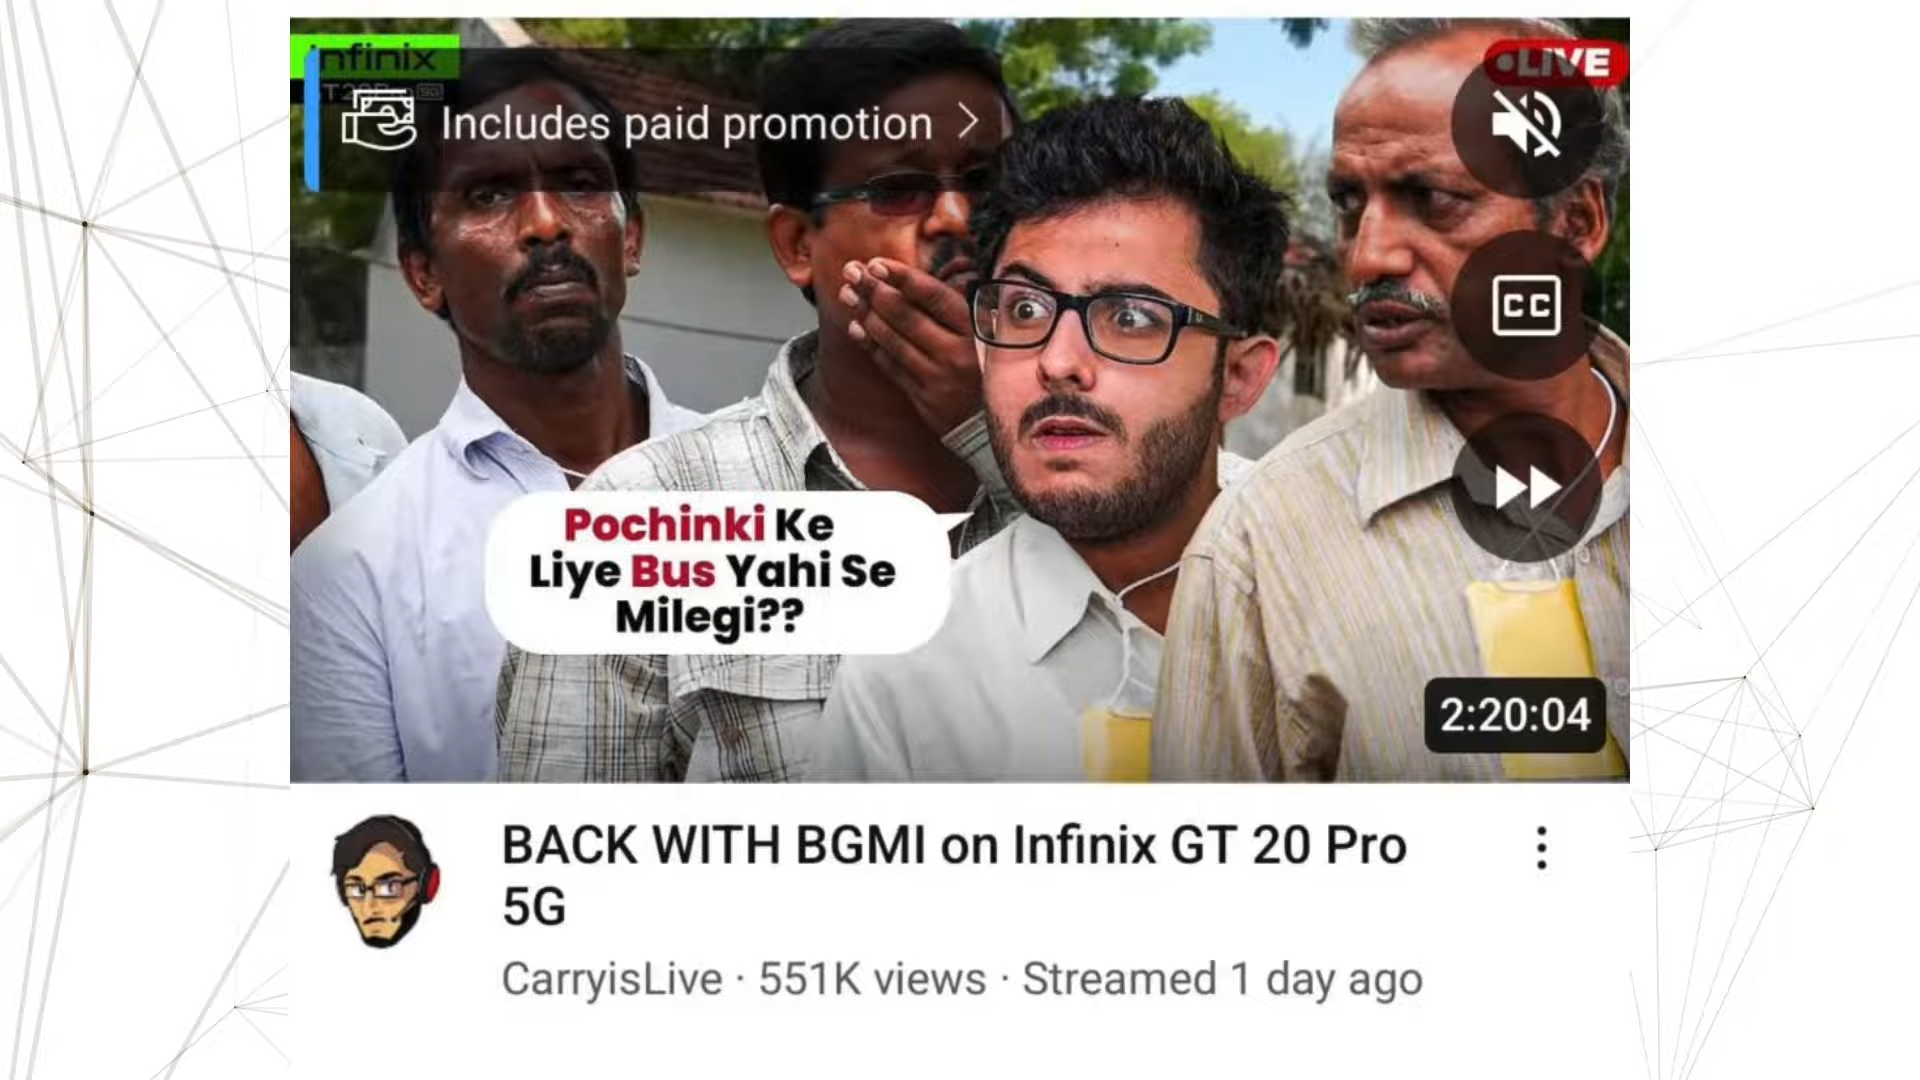 Infinix
LIVE
Includes paid promotion
CC
Pochinki Ke
Liye Bus Yahi Se
Milegi??
2:20:04
BACK WITH BGMI on Infinix GT 20 Pro
5G
CarryisLive · 551K views · Streamed 1 day ago